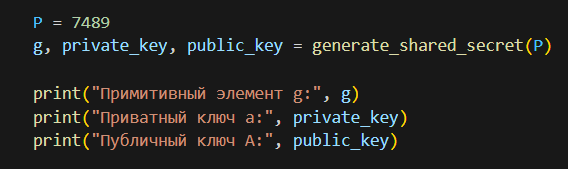 P = 7489
g, private_key, public_key = generate_shared_secret(P)
print("Примитивный элемент g:", g)
print("Приватный ключ a:", private_key)
print("Публичный ключ A:", public_key)